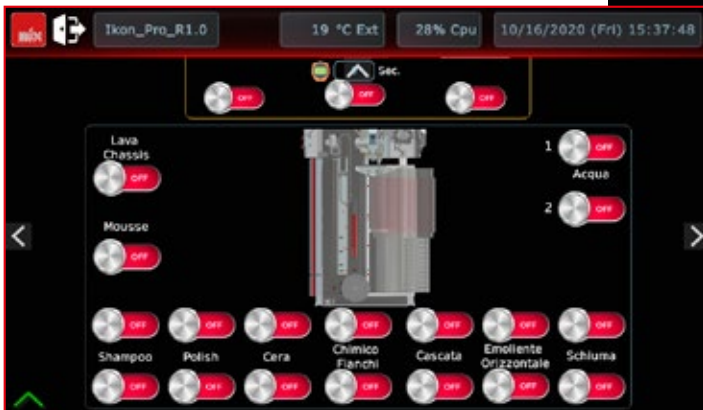 mix Ikon_Pro_R1.0 19 °C Ext 28% Cpu 10/16/2020 (Fri) 15:37:48
Sec.
OFF OFF OFF
Lava
Chassis
OFF
1 OFF
Acqua
2 OFF
Mousse
OFF
OFF OFF OFF OFF OFF OFF OFF
Shampoo Polish Cera Chimico Fianchi Cascata Emolliente Orizzontale Schiuma
OFF OFF OFF OFF OFF OFF OFF